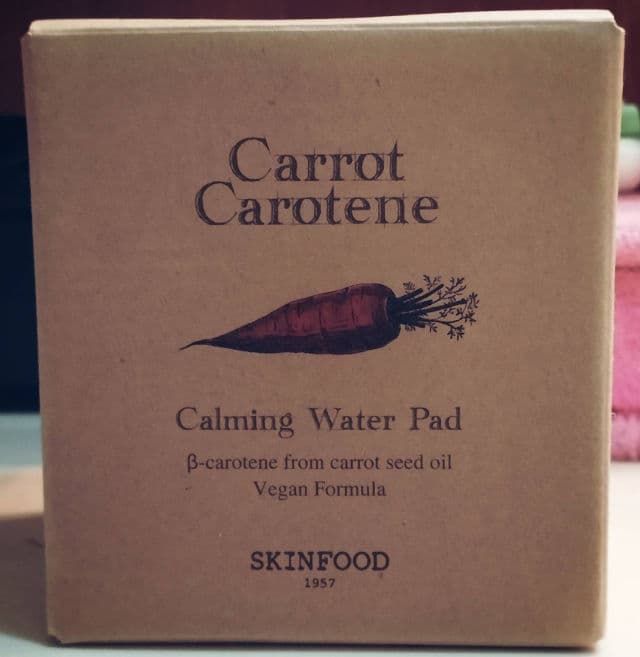 Carrot
Carotene
Calming Water Pad
β-carotene from carrot seed oil
Vegan Formula
SKINFOOD
1957